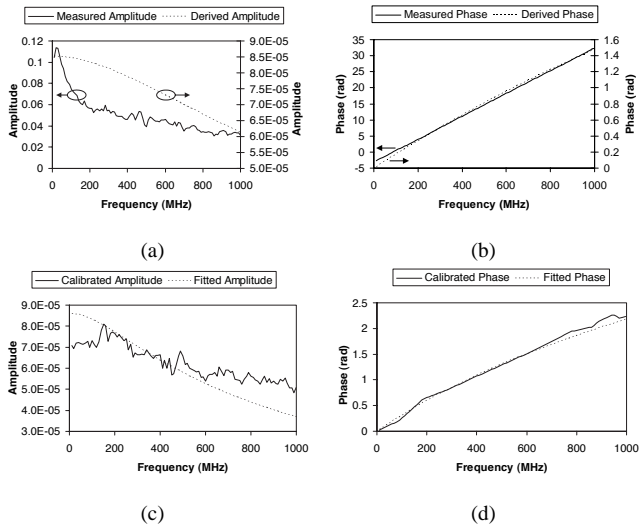 Measured Amplitude Derived Amplitude
0.12
0.1
0.08
0.06
0.04
0.02
0
Amplitude
9.0E-05
8.5E-05
8.0E-05
7.5E-05
7.0E-05
6.5E-05
6.0E-05
5.5E-05
5.0E-05
Amplitude
0 200 400 600 800 1000
Frequency (MHz)
(a)
Measured Phase Derived Phase
35
30
25
20
15
10
5
0
-5
Phase (rad)
1.6
1.4
1.2
1
0.8
0.6
0.4
0.2
0
Phase (rad)
0 200 400 600 800 1000
Frequency (MHz)
(b)
Calibrated Amplitude Fitted Amplitude
9.0E-05
8.0E-05
7.0E-05
6.0E-05
5.0E-05
4.0E-05
3.0E-05
Amplitude
0 200 400 600 800 1000
Frequency (MHz)
(c)
Calibrated Phase Fitted Phase
2.5
2
1.5
1
0.5
0
Phase (rad)
0 200 400 600 800 1000
Frequency (MHz)
(d)